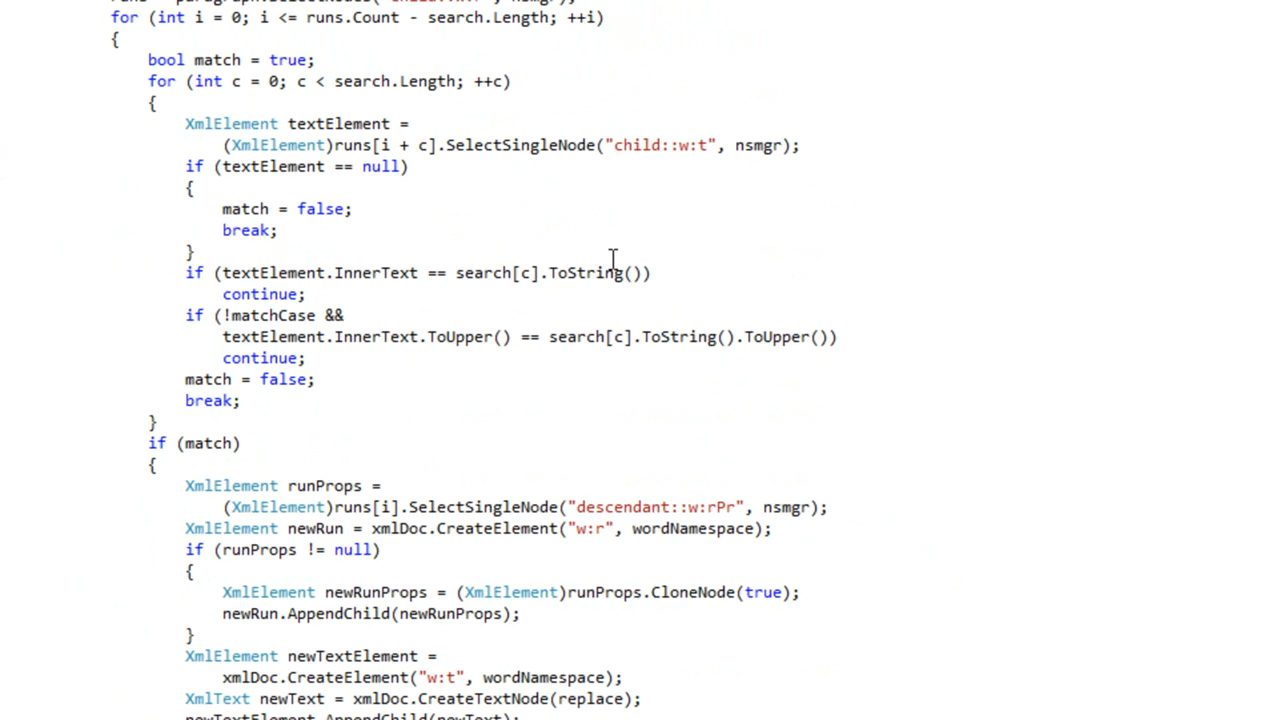 for (int i = 0; i <= runs.Count - search.Length; ++i)
{
bool match = true;
for (int c = 0; c < search.Length; ++c)
{
XmlElement textElement =
(XmlElement)runs[i + c].SelectSingleNode("child::w:t", nsmgr);
if (textElement == null)
{
match = false;
break;
}
if (textElement.InnerText == search[c].ToString())
continue;
if (!matchCase &&
textElement.InnerText.ToUpper() == search[c].ToString().ToUpper())
continue;
match = false;
break;
}
if (match)
{
XmlElement runProps =
(XmlElement)runs[i].SelectSingleNode("descendant::w:rPr", nsmgr);
XmlElement newRun = xmlDoc.CreateElement("w:r", wordNamespace);
if (runProps != null)
{
XmlElement newRunProps = (XmlElement)runProps.CloneNode(true);
newRun.AppendChild(newRunProps);
}
XmlElement newTextElement =
xmlDoc.CreateElement("w:t", wordNamespace);
XmlText newText = xmlDoc.CreateTextNode(replace);
newTextElement.AppendChild(newText);